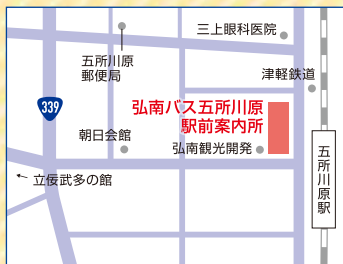 三上眼科医院
五所川原
郵便局
津軽鉄道
339
弘南バス五所川原
駅前案内所
朝日会館
弘南観光開発
五所川原駅
立佞武多の館